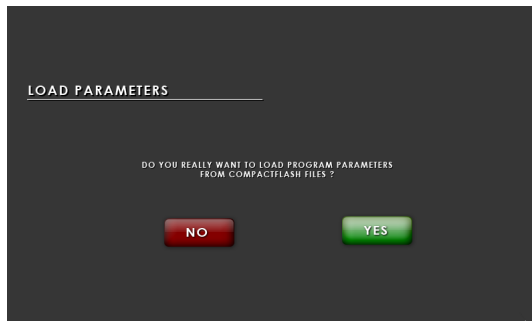 LOAD PARAMETERS
DO YOU REALLY WANT TO LOAD PROGRAM PARAMETERS
FROM COMPACTFLASH FILES ?
NO
YES